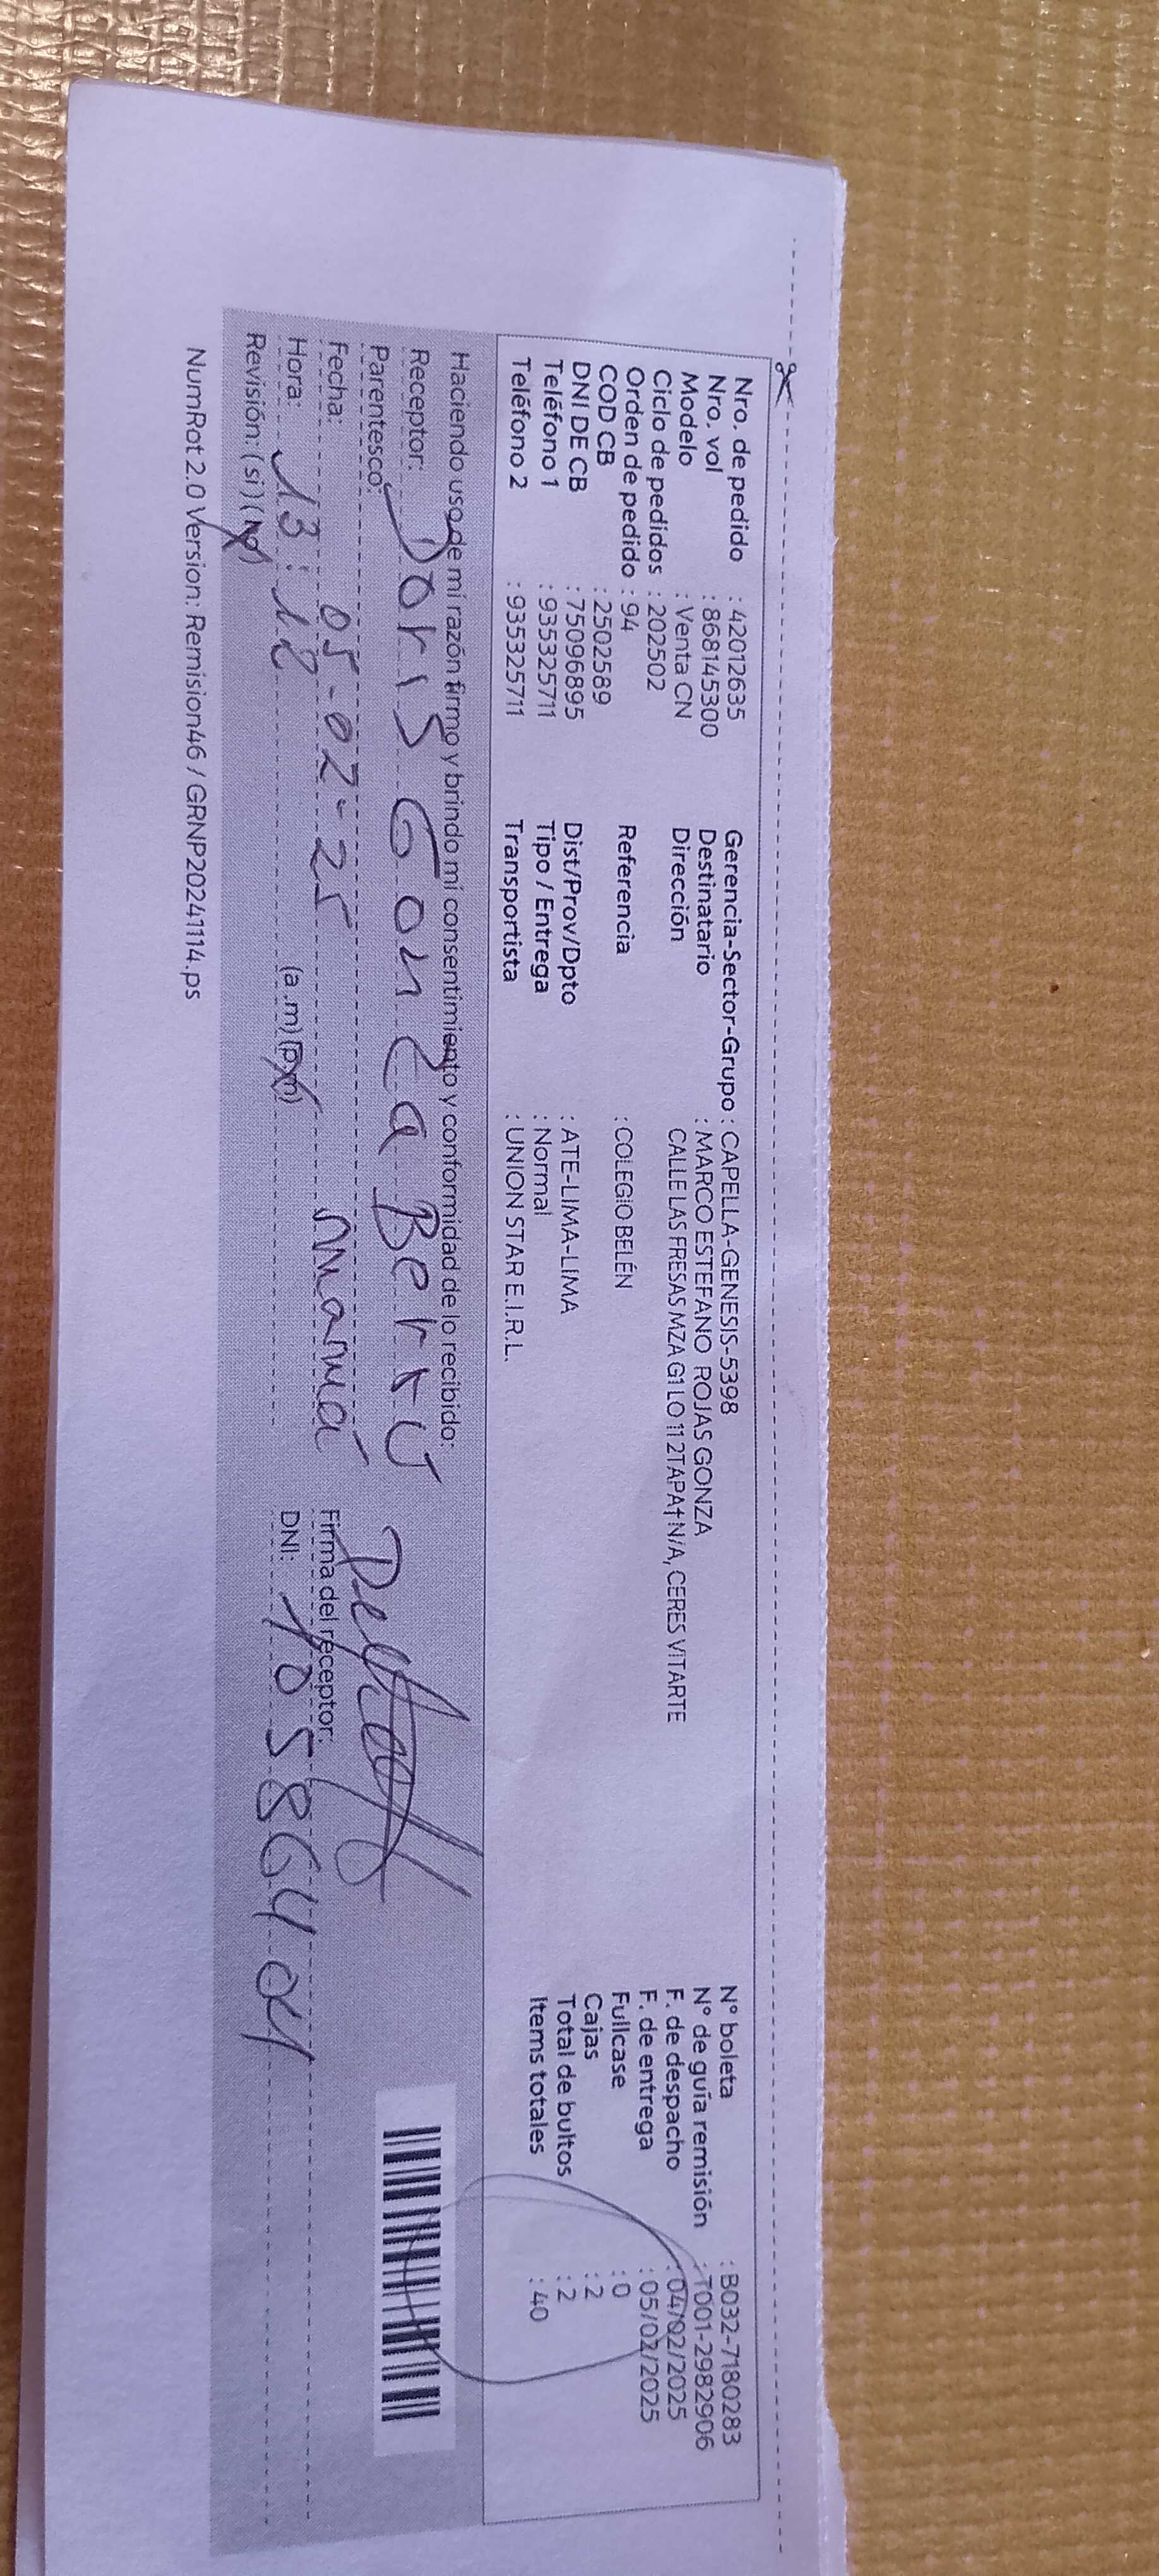 Nro. de pedido : 42012635
Nro. vol : 868145300
Modelo : Venta CN
Ciclo de pedidos : 202502
Orden de pedido : 94
COD CB : 2502589
DNI DE CB : 75096895
Teléfono 1 : 935325711
Teléfono 2 : 935325711
Gerencia-Sector-Grupo : CAPELLA-GENESIS-5398
Destinatario : MARCO ESTEFANO ROJAS GONZA
Dirección CALLE LAS FRESAS MZA G1 LO 11 2TAPA† N/A, CERES VITARTE
Referencia : COLEGIO BELÉN
Dist/Prov/Dpto : ATE-LIMA-LIMA
Tipo / Entrega : Normal
Transportista : UNION STAR E.I.R.L.
N° boleta : B032-7180283
N° de guía remisión : T001-2982906
F. de despacho : 04/02/2025
F. de entrega : 05/02/2025
Fullcase : 0
Cajas : 2
Total de bultos : 2
Items totales : 40
Haciendo uso de mi razón firmo y brindo mi consentimiento y conformidad de lo recibido:
Receptor: Doris Gonza Berru
Parentesco: mamá
Fecha: 05-02-25
Hora: 13:12 (a.m) (p.m)
Revisión: (si) (no)
Firma del receptor:
DNI: 10586404
NumRot 2.0 Version: Remision46 / GRNP20241114.ps